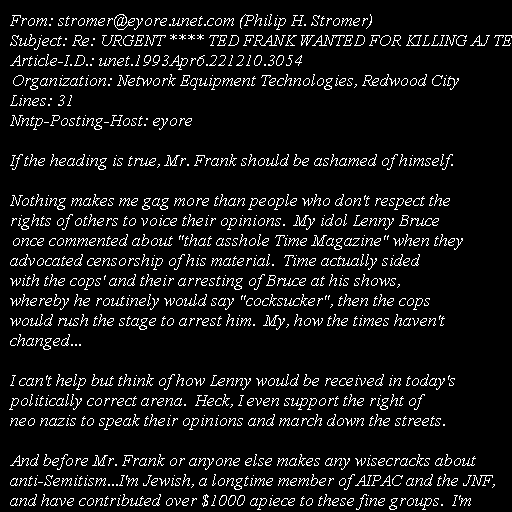 From: stromer@eyore.unet.com (Philip H. Stromer)
Subject: Re: URGENT **** TED FRANK WANTED FOR KILLING AJ TE
Article-I.D.: unet.1993Apr6.221210.3054
Organization: Network Equipment Technologies, Redwood City
Lines: 31
Nntp-Posting-Host: eyore

If the heading is true, Mr. Frank should be ashamed of himself.

Nothing makes me gag more than people who don't respect the
rights of others to voice their opinions.  My idol Lenny Bruce
once commented about "that asshole Time Magazine" when they
advocated censorship of his material.  Time actually sided
with the cops' and their arresting of Bruce at his shows,
whereby he routinely would say "cocksucker", then the cops
would rush the stage to arrest him.  My, how the times haven't
changed...

I can't help but think of how Lenny would be received in today's
politically correct arena.  Heck, I even support the right of
neo nazis to speak their opinions and march down the streets.

And before Mr. Frank or anyone else makes any wisecracks about
anti-Semitism...I'm Jewish, a longtime member of AIPAC and the JNF,
and have contributed over $1000 apiece to these fine groups.  I'm